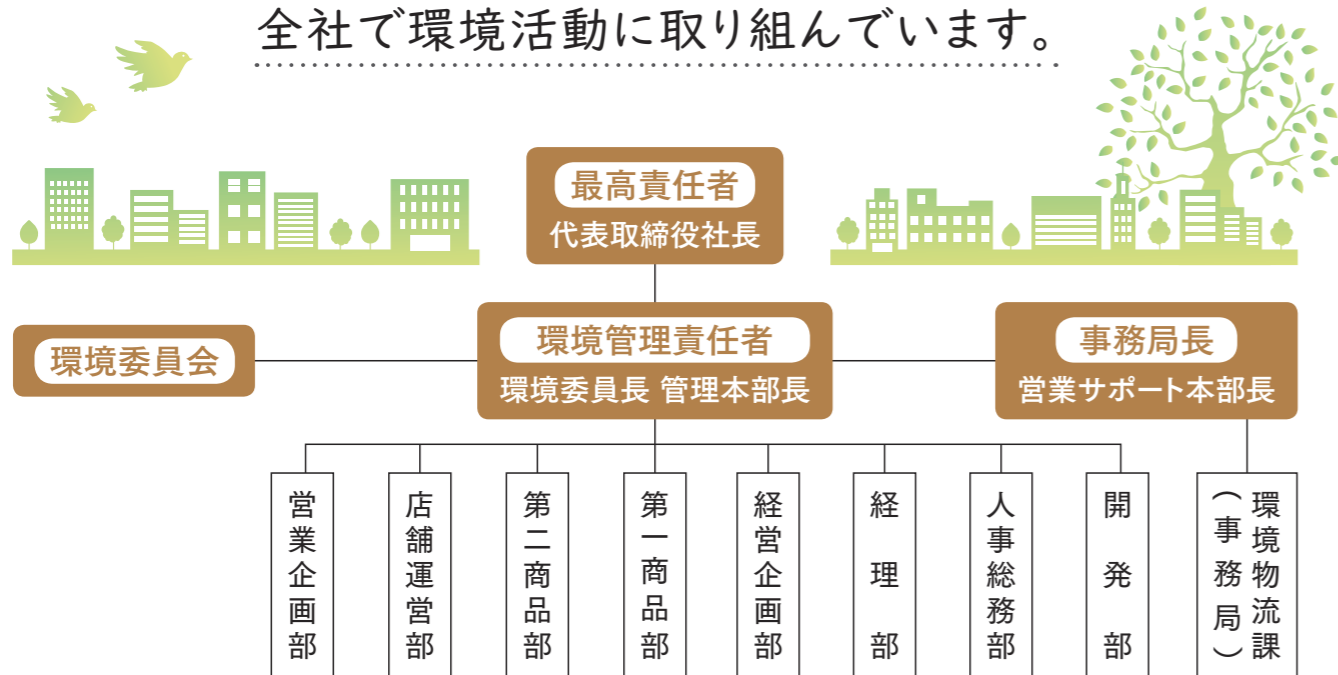 全社で環境活動に取り組んでいます。
最高責任者
代表取締役社長
環境委員会
環境管理責任者
環境委員長 管理本部長
事務局長
営業サポート本部長
営業企画部
店舗運営部
第二商品部
第一商品部
経営企画部
経理部
人事総務部
開発部
環境物流課
（事務局）